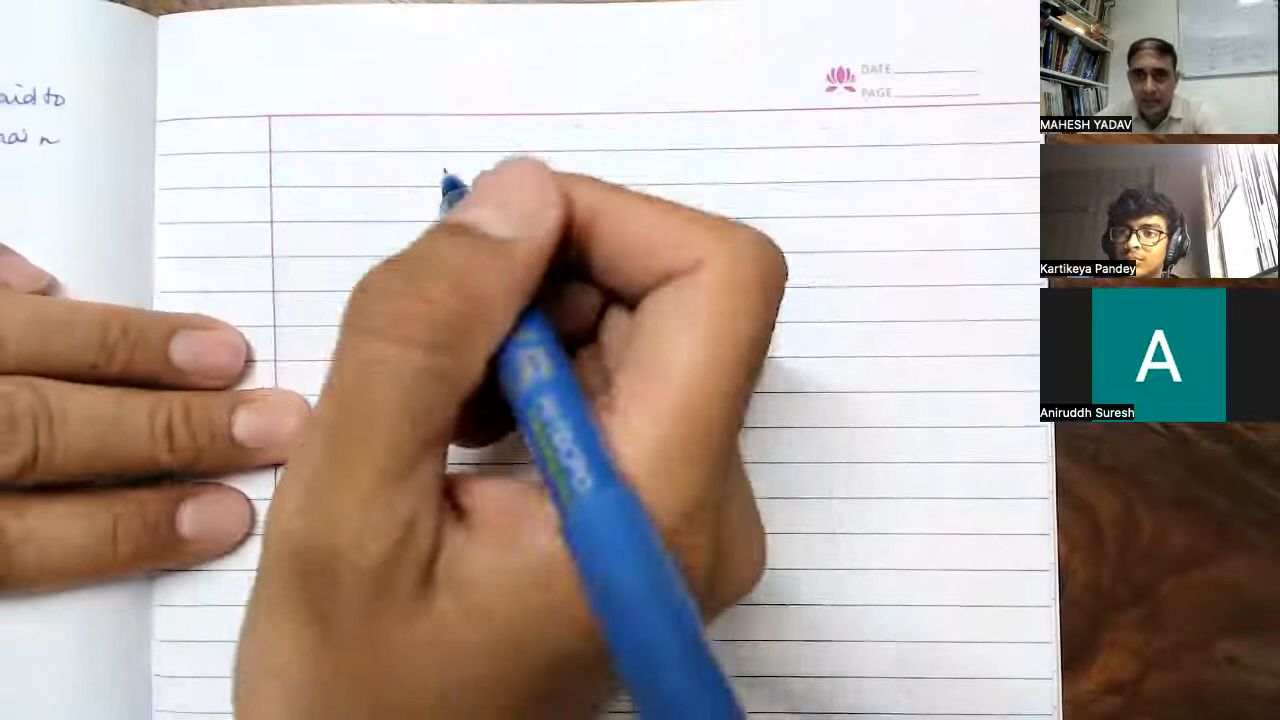 DATE
PAGE
aid to
MAHESH YADAV
Kartikeya Pandey
A
Aniruddh Suresh